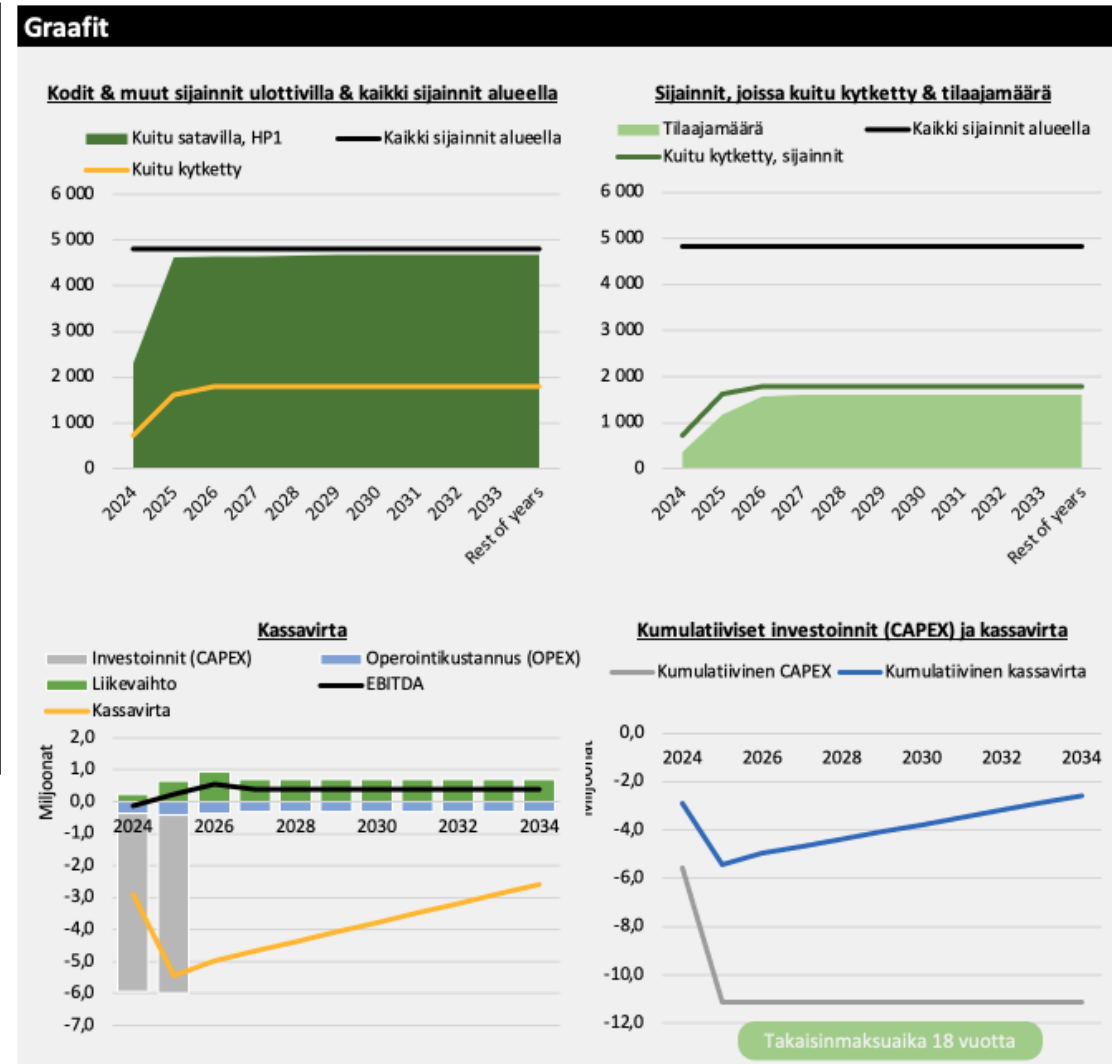 Graafit
Kodit & muut sijainnit ulottivilla & kaikki sijainnit alueella
Kuitu satavilla, HP1
Kaikki sijainnit alueella
Kuitu kytketty
6 000
5 000
4 000
3 000
2 000
1 000
0
2024
2025
2026
2027
2028
2029
2030
2031
2032
2033
Rest of years
Sijainnit, joissa kuitu kytketty & tilaajamäärä
Tilaajamäärä
Kaikki sijainnit alueella
Kuitu kytketty, sijainnit
6 000
5 000
4 000
3 000
2 000
1 000
0
2024
2025
2026
2027
2028
2029
2030
2031
2032
2033
Rest of years
Kassavirta
Investoinnit (CAPEX)
Operointikustannus (OPEX)
Liikevaihto
EBITDA
Kassavirta
Miljoonat
2,0
1,0
0,0
-1,0
-2,0
-3,0
-4,0
-5,0
-6,0
-7,0
2024
2026
2028
2030
2032
2034
Kumulatiiviset investoinnit (CAPEX) ja kassavirta
Kumulatiivinen CAPEX
Kumulatiivinen kassavirta
0,0
-2,0
-4,0
-6,0
-8,0
-10,0
-12,0
2024
2026
2028
2030
2032
2034
Takaisinmaksuaika 18 vuotta